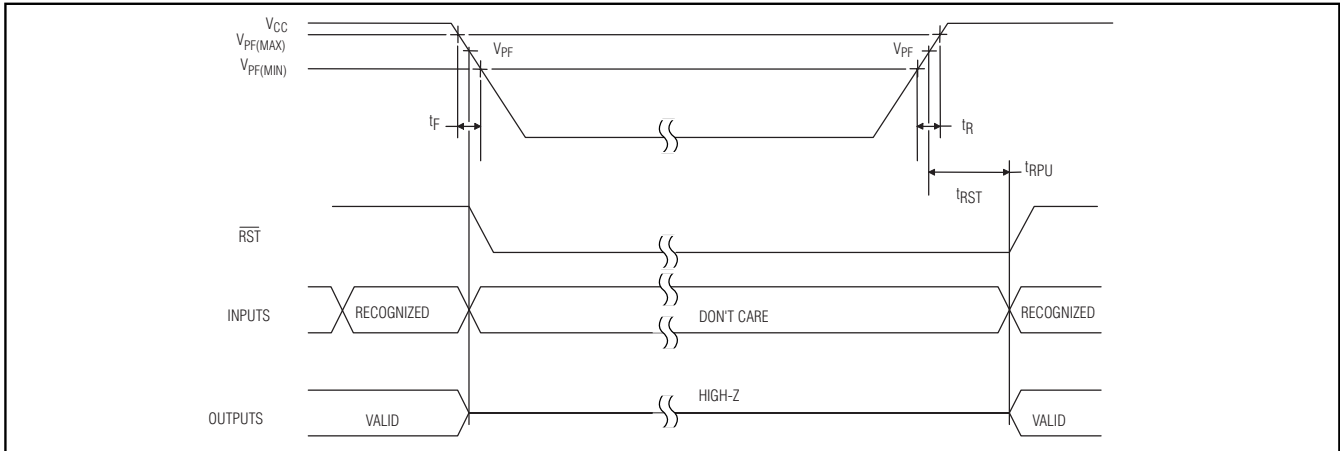 VCC
VPF(MAX)
VPF VPF
VPF(MIN)
tF tR
tRPU
tRST
RST
INPUTS RECOGNIZED DON'T CARE RECOGNIZED
HIGH-Z
OUTPUTS VALID VALID